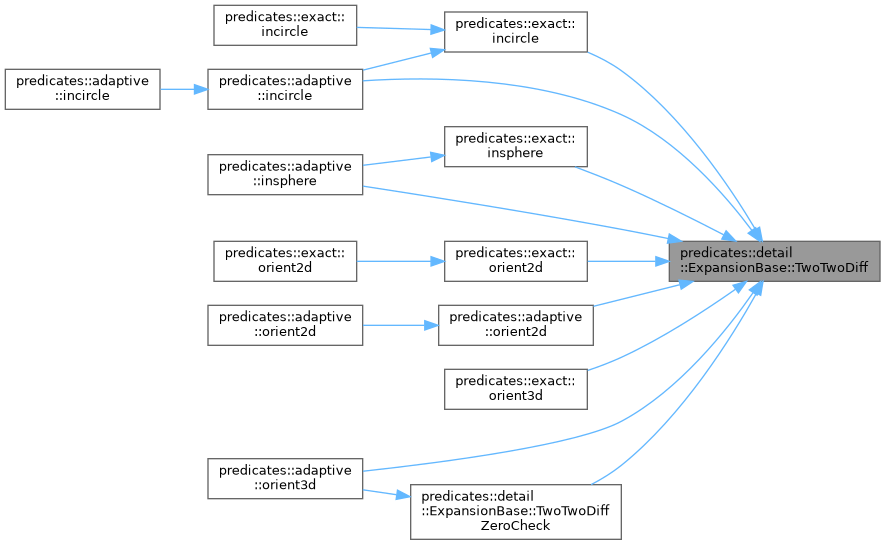 predicates::exact::
incircle
predicates::exact::
incircle
predicates::adaptive
::incircle
predicates::adaptive
::incircle
predicates::exact::
insphere
predicates::adaptive
::insphere
predicates::exact::
orient2d
predicates::exact::
orient2d
predicates::detail
::ExpansionBase::TwoTwoDiff
predicates::adaptive
::orient2d
predicates::adaptive
::orient2d
predicates::exact::
orient3d
predicates::adaptive
::orient3d
predicates::detail
::ExpansionBase::TwoTwoDiff
ZeroCheck